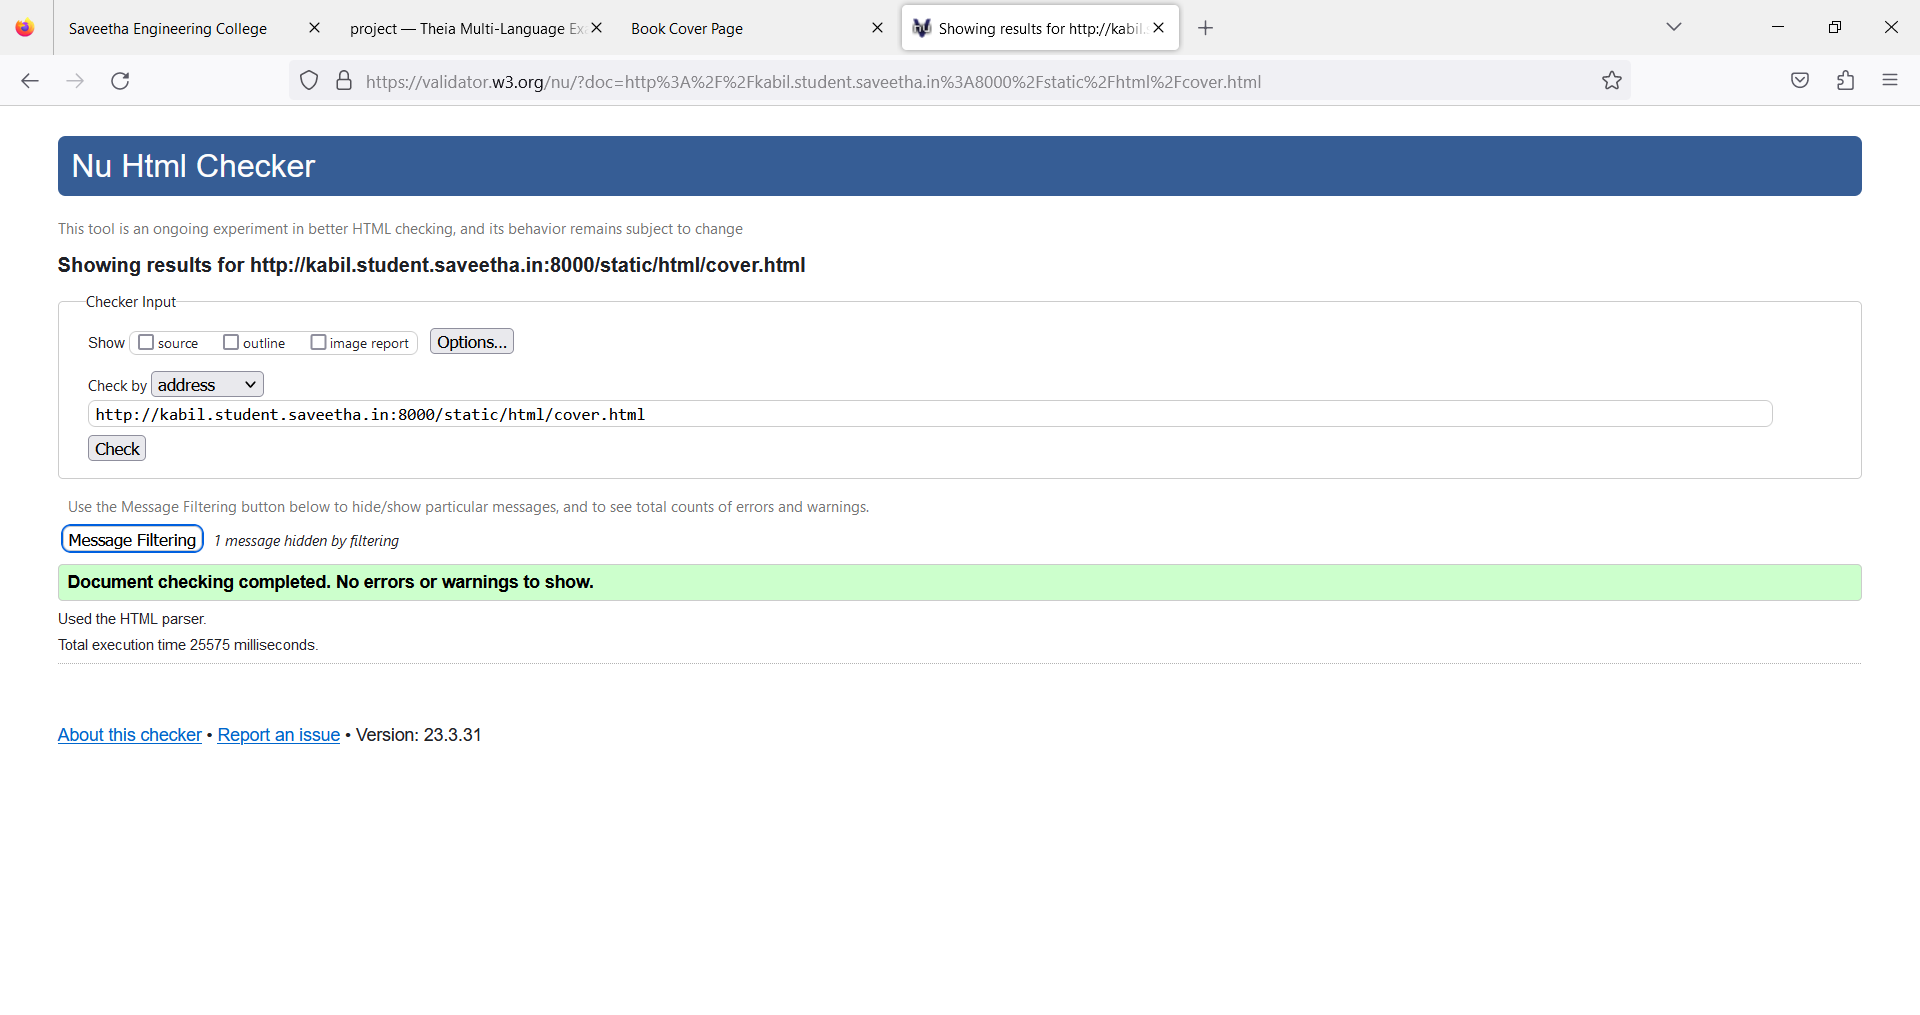 Saveetha Engineering College
project — Theia Multi-Language Ex
Book Cover Page
Showing results for http://kabil.
https://validator.w3.org/nu/?doc=http%3A%2F%2Fkabil.student.saveetha.in%3A8000%2Fstatic%2Fhtml%2Fcover.html
Nu Html Checker
This tool is an ongoing experiment in better HTML checking, and its behavior remains subject to change
Showing results for http://kabil.student.saveetha.in:8000/static/html/cover.html
Checker Input
Show source outline image report Options...
Check by address
http://kabil.student.saveetha.in:8000/static/html/cover.html
Check
Use the Message Filtering button below to hide/show particular messages, and to see total counts of errors and warnings.
Message Filtering 1 message hidden by filtering
Document checking completed. No errors or warnings to show.
Used the HTML parser.
Total execution time 25575 milliseconds.
About this checker • Report an issue • Version: 23.3.31